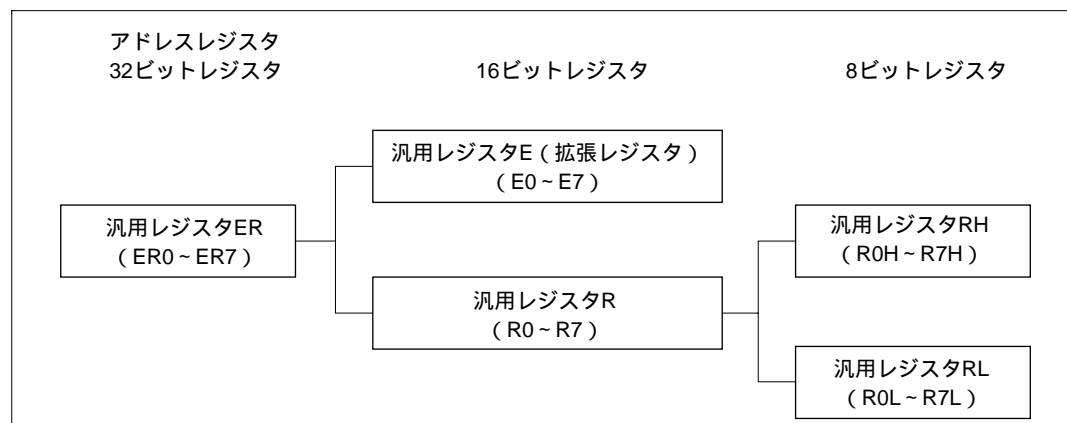 アドレスレジスタ
32ビットレジスタ
16ビットレジスタ
8ビットレジスタ
汎用レジスタER
（ER0～ER7）
汎用レジスタE（拡張レジスタ）
（E0～E7）
汎用レジスタR
（R0～R7）
汎用レジスタRH
（R0H～R7H）
汎用レジスタRL
（R0L～R7L）